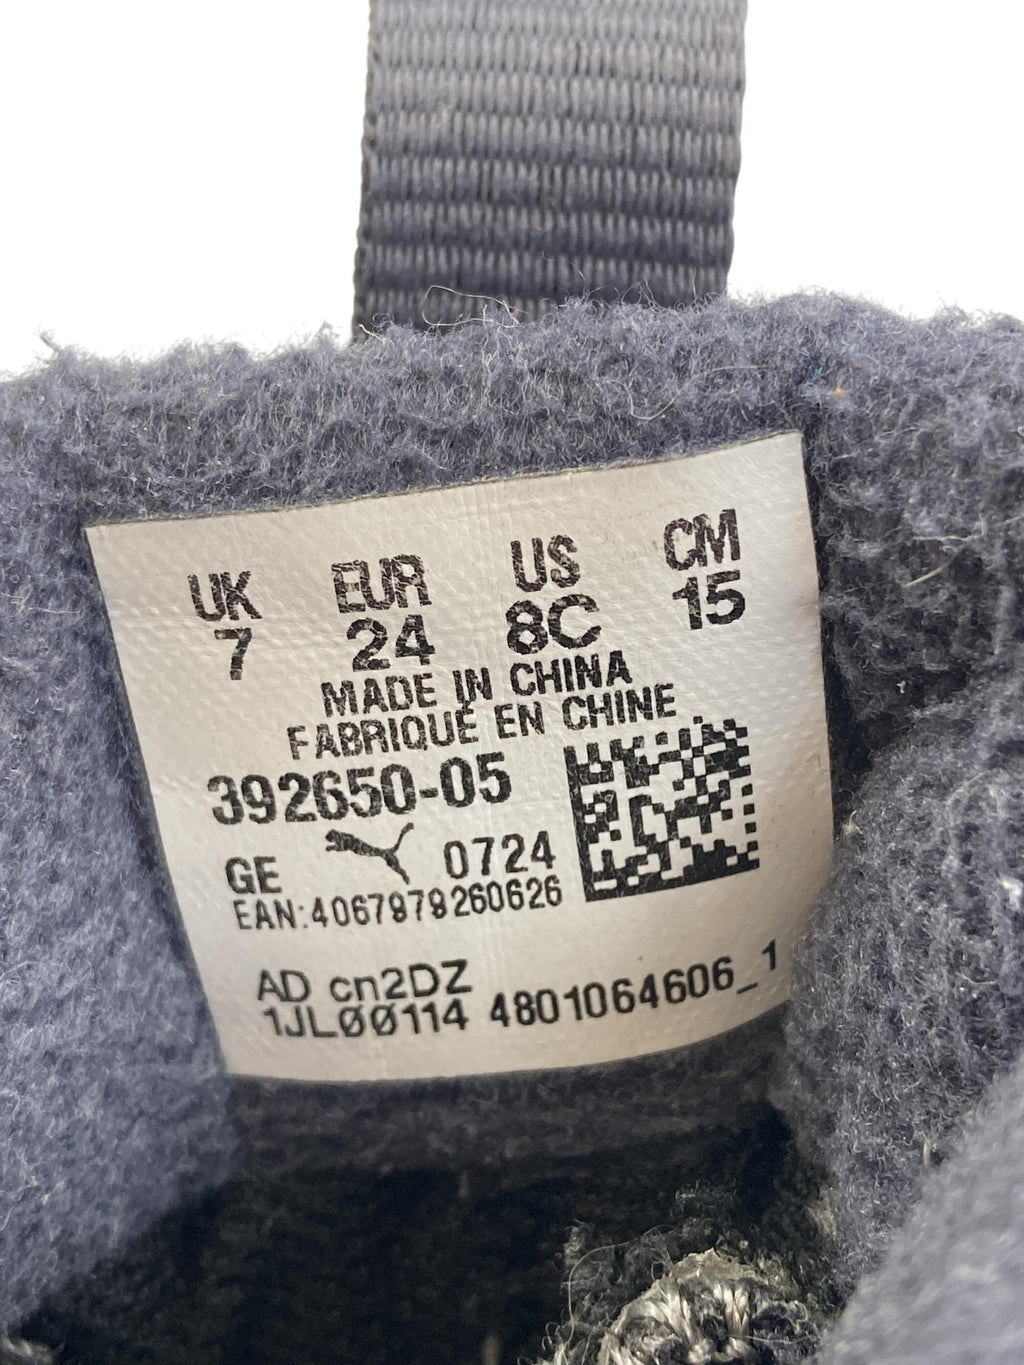 UK EUR US CM
7 24 8C 15
MADE IN CHINA
FABRIQUÉ EN CHINE
392650-05
GE 0724
EAN:4067979260626
AD cn2DZ
1JLØØ114 4801064606_1